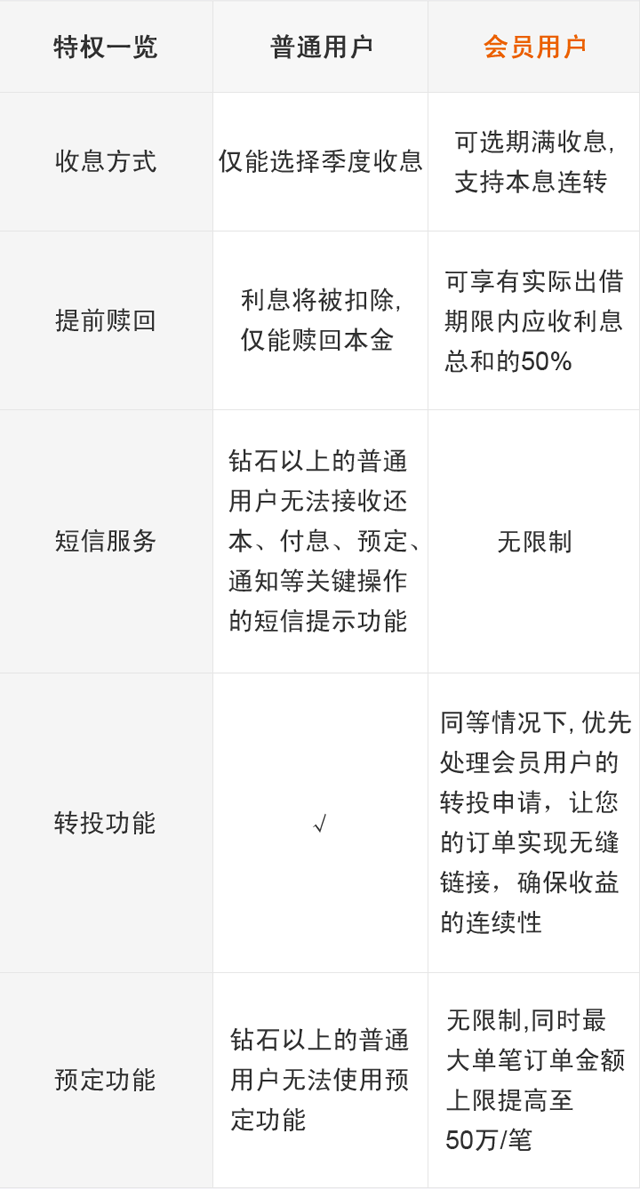 特权一览
普通用户
会员用户
收息方式
仅能选择季度收息
可选期满收息,
支持本息连转
提前赎回
利息将被扣除,
仅能赎回本金
可享有实际出借
期限内应收利息
总和的50%
短信服务
钻石以上的普通
用户无法接收还
本、付息、预定、
通知等关键操作
的短信提示功能
无限制
转投功能
√
同等情况下,优先
处理会员用户的
转投申请，让您
的订单实现无缝
链接，确保收益
的连续性
预定功能
钻石以上的普通
用户无法使用预
定功能
无限制,同时最
大单笔订单金额
上限提高至
50万/笔